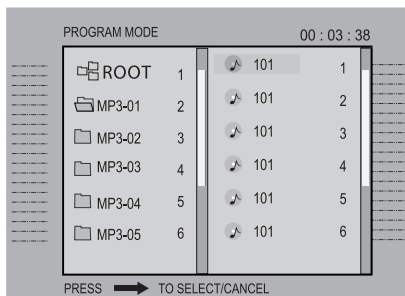 PROGRAM MODE 00 : 03 : 38
ROOT 1
MP3-01 2
MP3-02 3
MP3-03 4
MP3-04 5
MP3-05 6
101 1
101 2
101 3
101 4
101 5
101 6
PRESS TO SELECT/CANCEL